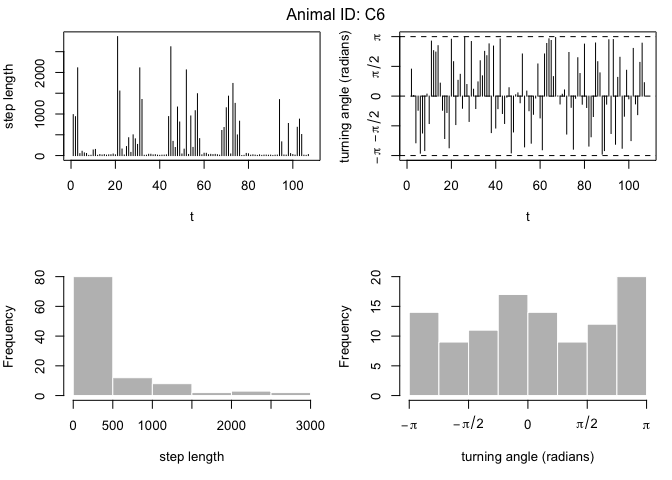 Animal ID: C6
step length
0 1000 2000
0 20 40 60 80 100
t
turning angle (radians)
−π −π/2 0 π/2 π
0 20 40 60 80 100
t
Frequency
0 20 40 60 80
0 500 1000 2000 3000
step length
Frequency
0 5 10 15 20
−π −π/2 0 π/2 π
turning angle (radians)